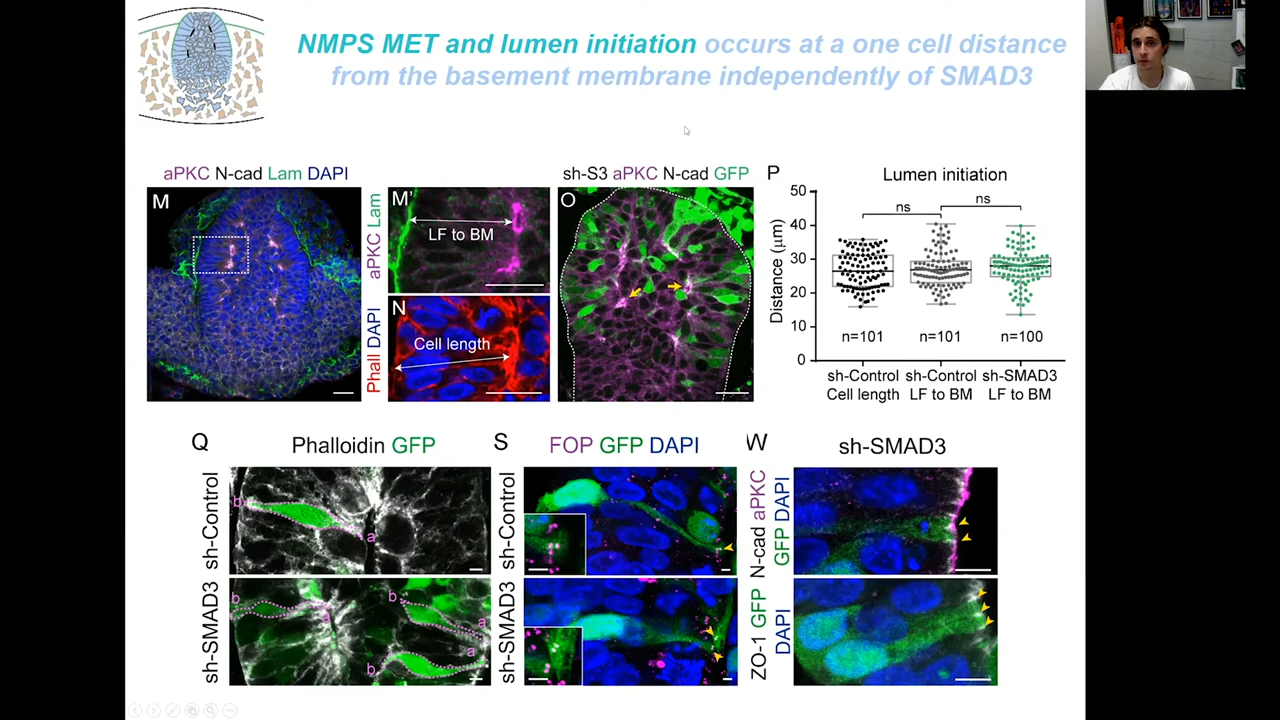 NMPS MET and lumen initiation occurs at a one cell distance
from the basement membrane independently of SMAD3
aPKC N-cad Lam DAPI
M
aPKC Lam
M'
LF to BM
Phall DAPI
N
Cell length
sh-S3 aPKC N-cad GFP
O
P
Lumen initiation
ns
ns
Distance (μm)
50
40
30
20
10
0
n=101
n=101
n=100
sh-Control
Cell length
sh-Control
LF to BM
sh-SMAD3
LF to BM
Q
Phalloidin GFP
sh-Control
b
a
sh-SMAD3
b
a
b
a
b
a
S
FOP GFP DAPI
sh-Control
sh-SMAD3
W
sh-SMAD3
N-cad aPKC
GFP DAPI
ZO-1 GFP
DAPI